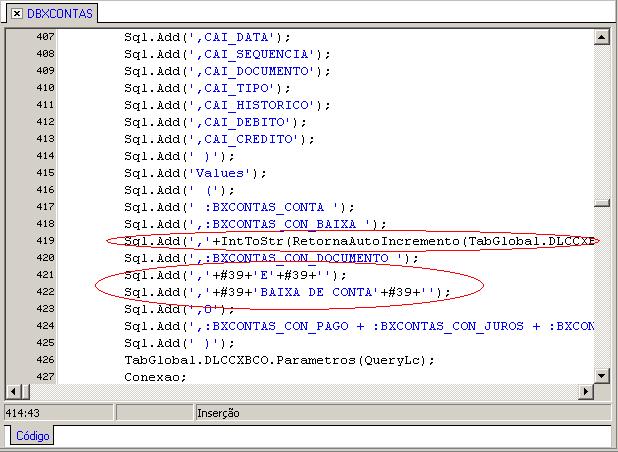 DBXCONTAS
407 Sql.Add(',CAI_DATA');
408 Sql.Add(',CAI_SEQUENCIA');
409 Sql.Add(',CAI_DOCUMENTO');
410 Sql.Add(',CAI_TIPO');
411 Sql.Add(',CAI_HISTORICO');
412 Sql.Add(',CAI_DEBITO');
413 Sql.Add(',CAI_CREDITO');
414 Sql.Add(' )');
415 Sql.Add('Values');
416 Sql.Add(' (');
417 Sql.Add(' :BXCONTAS_CONTA ');
418 Sql.Add(',:BXCONTAS_CON_BAIXA ');
419 Sql.Add(','+IntToStr(RetornaAutoIncremento(TabGlobal.DLCCXB
420 Sql.Add(',:BXCONTAS_CON_DOCUMENTO ');
421 Sql.Add(','+#39+'E'+#39+'');
422 Sql.Add(','+#39+'BAIXA DE CONTA'+#39+'');
423 Sql.Add(',0');
424 Sql.Add(',:BXCONTAS_CON_PAGO + :BXCONTAS_CON_JUROS + :BXCON
425 Sql.Add(' )');
426 TabGlobal.DLCCXBCO.Parametros(QueryLc);
427 Conexao;
414:43 Inserção
Código